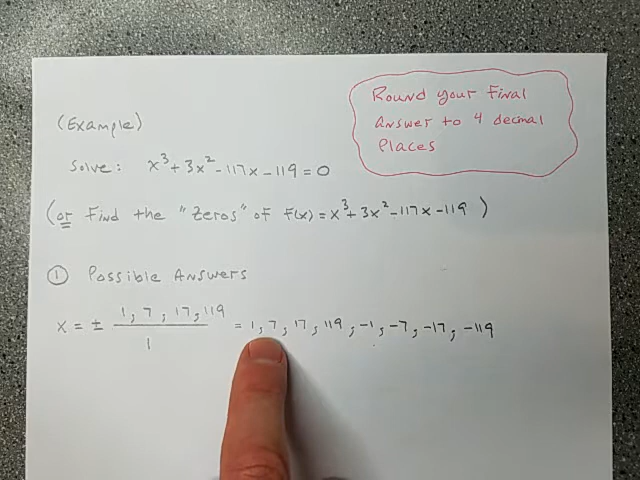 Round your final
answer to 4 decimal
places
(Example)
Solve: x³+3x²-117x-119=0
(or Find the "Zeros" of f(x)=x³+3x²-117x-119)
① Possible Answers
x = ± 1, 7, 17, 119 / 1 = 1, 7, 17, 119, -1, -7, -17, -119